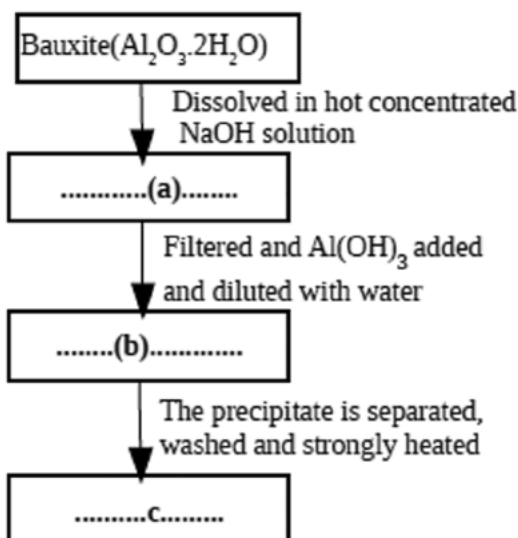 Bauxite(Al₂O₃.2H₂O)
Dissolved in hot concentrated
NaOH solution
............(a)........
Filtered and Al(OH)₃ added
and diluted with water
........(b).............
The precipitate is separated,
washed and strongly heated
..........c.........